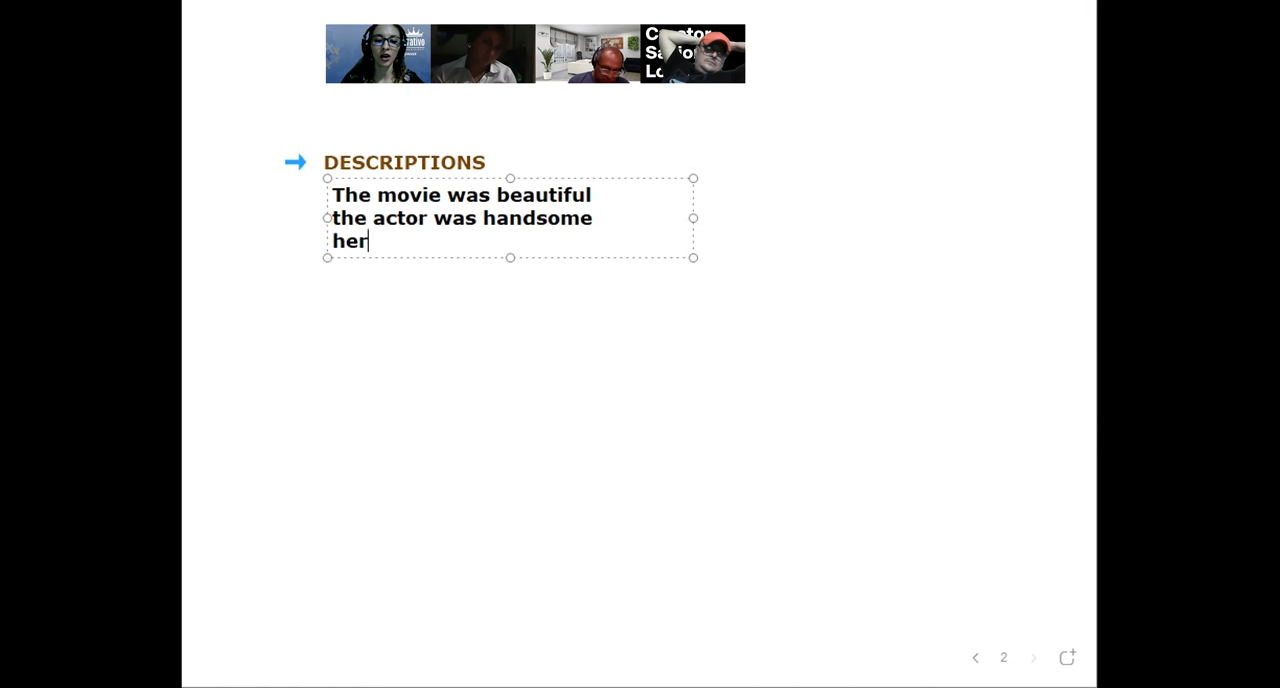 DESCRIPTIONS
The movie was beautiful
the actor was handsome
her
2